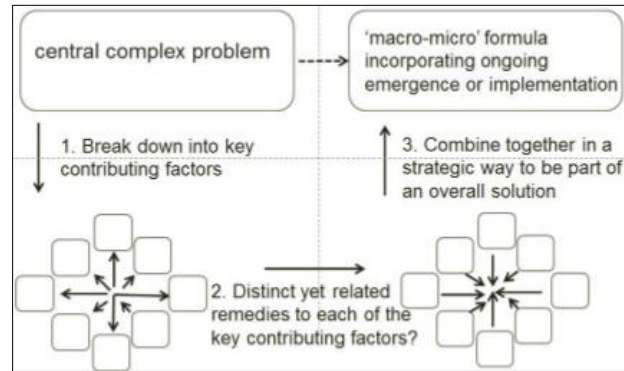 central complex problem
‘macro-micro’ formula
incorporating ongoing
emergence or implementation
1. Break down into key
contributing factors
3. Combine together in a
strategic way to be part of
an overall solution
2. Distinct yet related
remedies to each of the
key contributing factors?